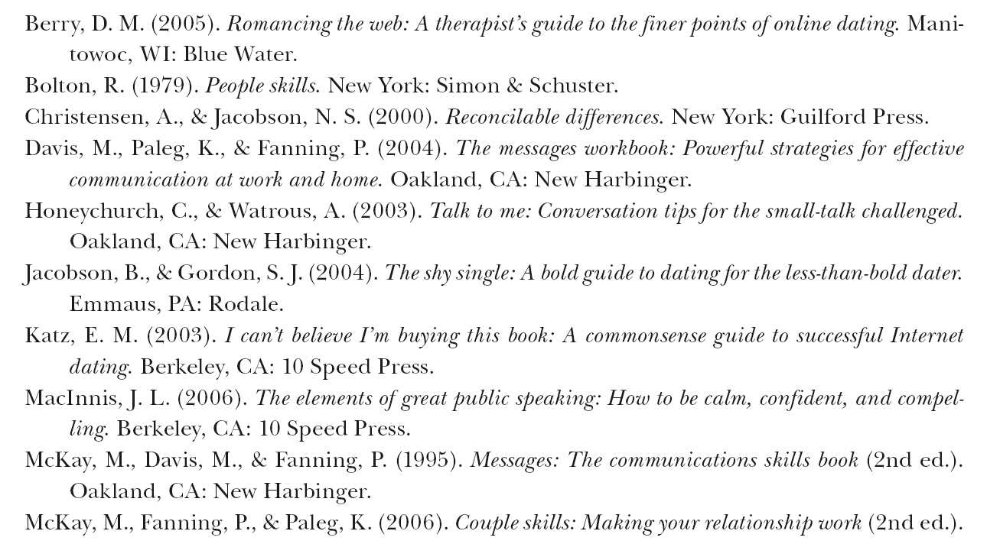 Berry, D. M. (2005). Romancing the web: A therapist’s guide to the finer points of online dating. Mani-
towoc, WI: Blue Water.
Bolton, R. (1979). People skills. New York: Simon & Schuster.
Christensen, A., & Jacobson, N. S. (2000). Reconcilable differences. New York: Guilford Press.
Davis, M., Paleg, K., & Fanning, P. (2004). The messages workbook: Powerful strategies for effective
communication at work and home. Oakland, CA: New Harbinger.
Honeychurch, C., & Watrous, A. (2003). Talk to me: Conversation tips for the small-talk challenged.
Oakland, CA: New Harbinger.
Jacobson, B., & Gordon, S. J. (2004). The shy single: A bold guide to dating for the less-than-bold dater.
Emmaus, PA: Rodale.
Katz, E. M. (2003). I can’t believe I’m buying this book: A commonsense guide to successful Internet
dating. Berkeley, CA: 10 Speed Press.
MacInnis, J. L. (2006). The elements of great public speaking: How to be calm, confident, and compel-
ling. Berkeley, CA: 10 Speed Press.
McKay, M., Davis, M., & Fanning, P. (1995). Messages: The communications skills book (2nd ed.).
Oakland, CA: New Harbinger.
McKay, M., Fanning, P., & Paleg, K. (2006). Couple skills: Making your relationship work (2nd ed.).